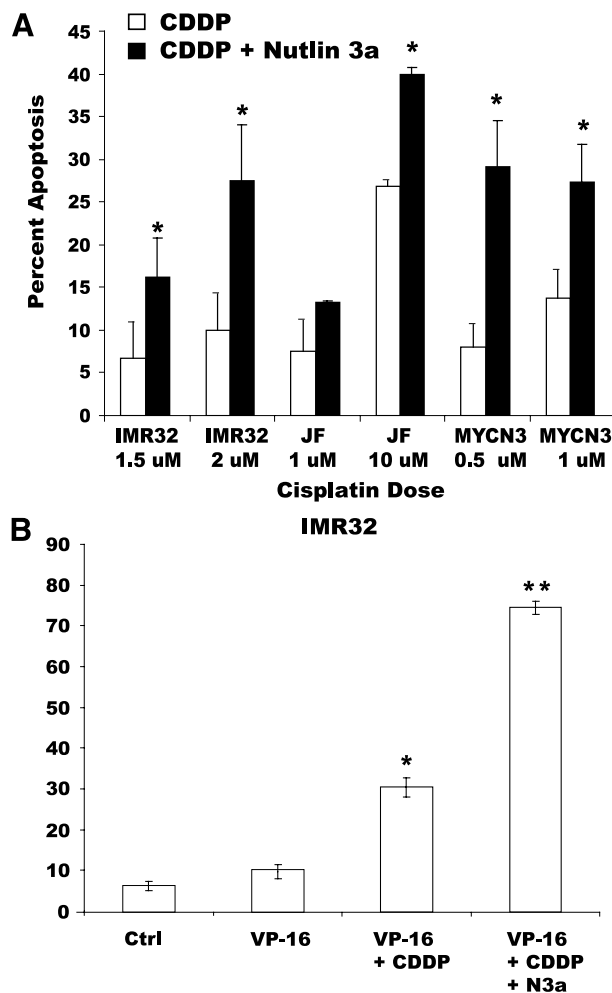 A
CDDP
CDDP + Nutlin 3a
Percent Apoptosis
45
40
35
30
25
20
15
10
5
0
* * * * *
IMR32 IMR32 JF JF MYCN3 MYCN3
1.5 uM 2 uM 1 uM 10 uM 0.5 uM 1 uM
Cisplatin Dose
B
IMR32
90
80
70
60
50
40
30
20
10
0
* **
Ctrl VP-16 VP-16 VP-16
+ CDDP + CDDP
+ N3a